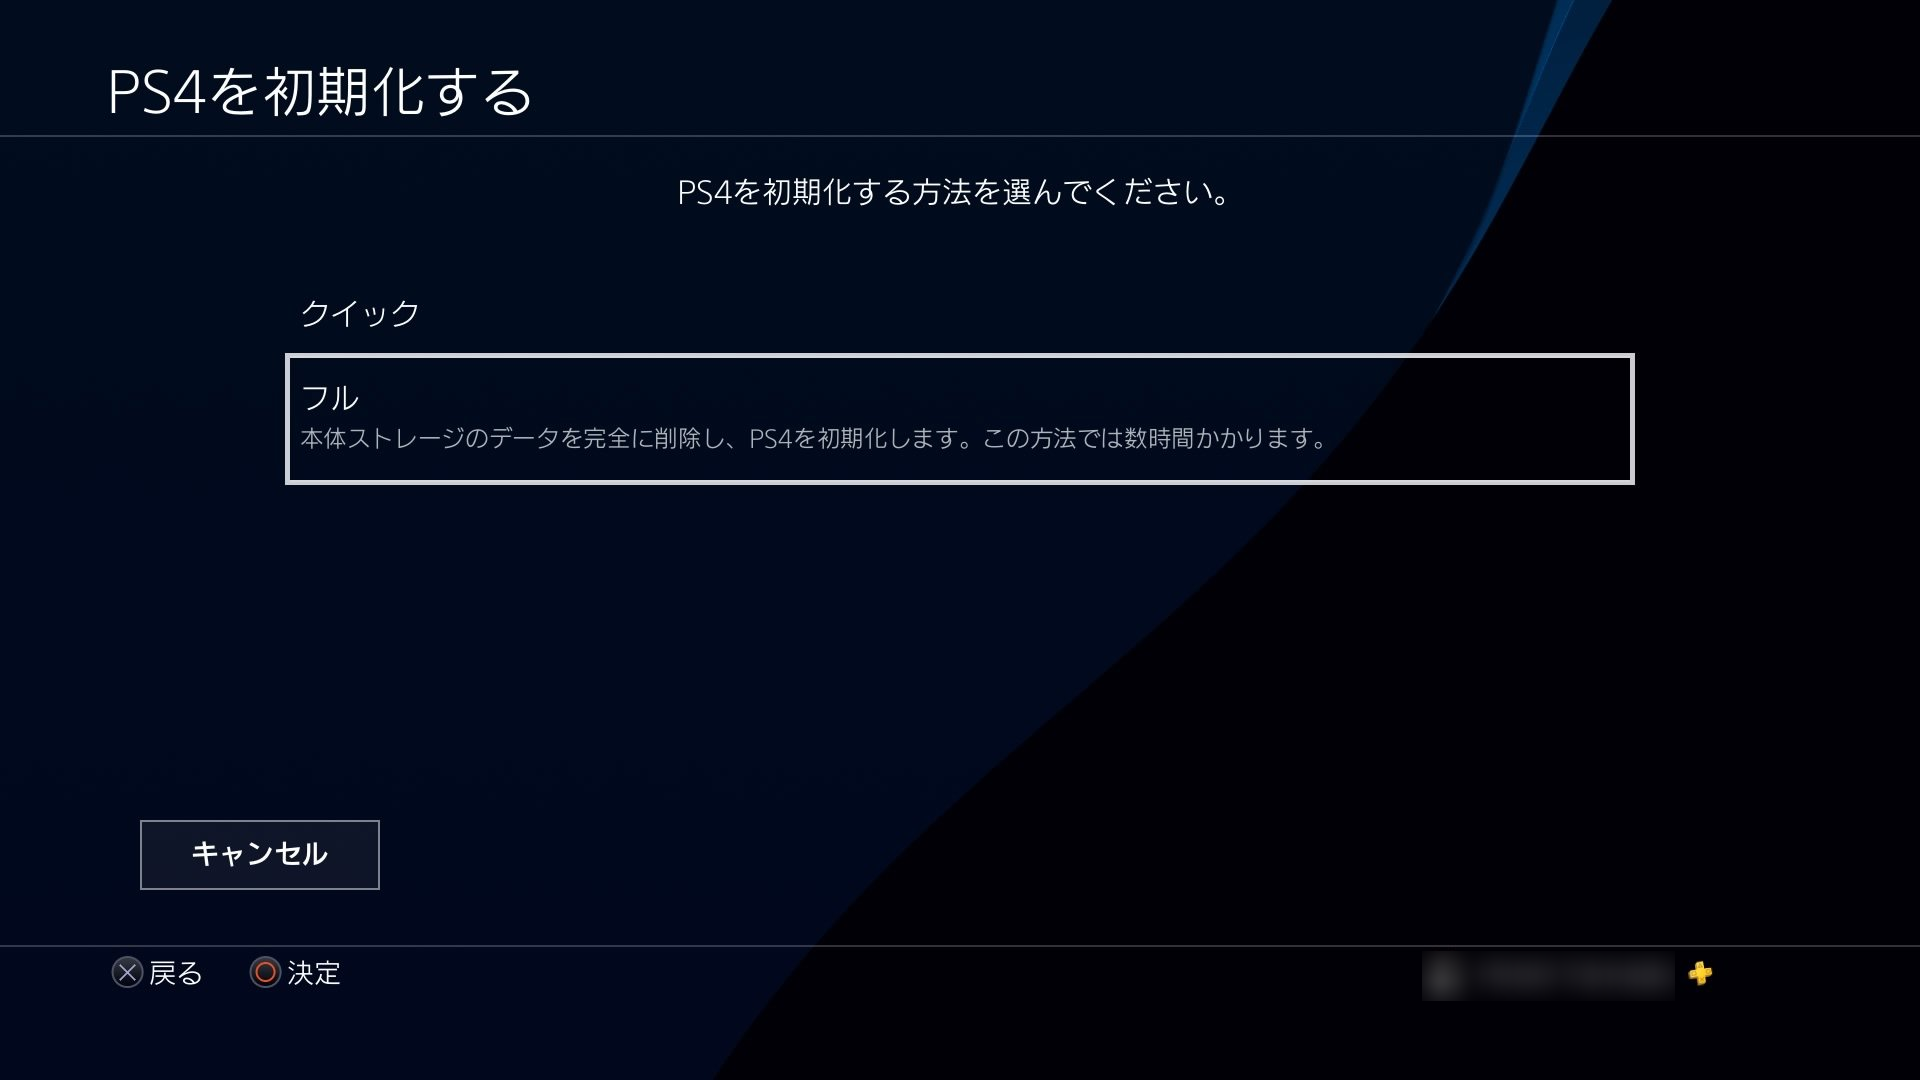 PS4を初期化する
PS4を初期化する方法を選んでください。
クイック
フル
本体ストレージのデータを完全に削除し、PS4を初期化します。この方法では数時間かかります。
キャンセル
戻る 決定